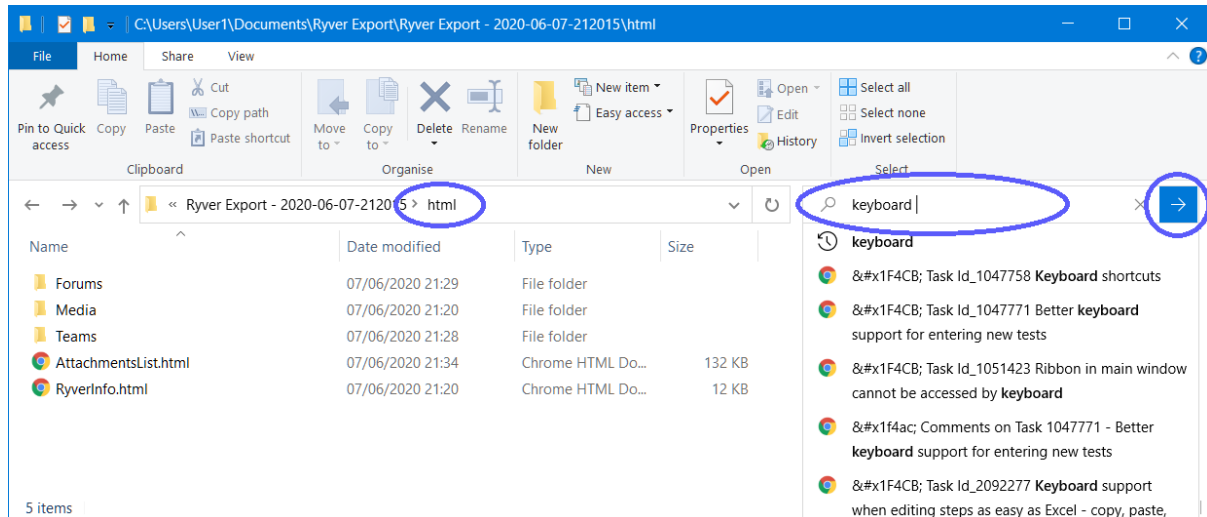 C:\Users\User1\Documents\Ryver Export\Ryver Export - 2020-06-07-212015\html
File Home Share View
Pin to Quick access
Copy
Paste
Cut
Copy path
Paste shortcut
Move to
Copy to
Delete
Rename
New folder
New item
Easy access
Properties
Open
Edit
History
Select all
Select none
Invert selection
Clipboard Organise New Open Select
« Ryver Export - 2020-06-07-212015 > html
keyboard
Name Date modified Type Size
Forums 07/06/2020 21:29 File folder
Media 07/06/2020 21:20 File folder
Teams 07/06/2020 21:28 File folder
AttachmentsList.html 07/06/2020 21:34 Chrome HTML Do... 132 KB
RyverInfo.html 07/06/2020 21:20 Chrome HTML Do... 12 KB
keyboard
&#x1F4CB; Task Id_1047758 Keyboard shortcuts
&#x1F4CB; Task Id_1047771 Better keyboard
support for entering new tests
&#x1F4CB; Task Id_1051423 Ribbon in main window
cannot be accessed by keyboard
&#x1f4ac; Comments on Task 1047771 - Better
keyboard support for entering new tests
&#x1F4CB; Task Id_2092277 Keyboard support
when editing steps as easy as Excel - copy, paste,
5 items